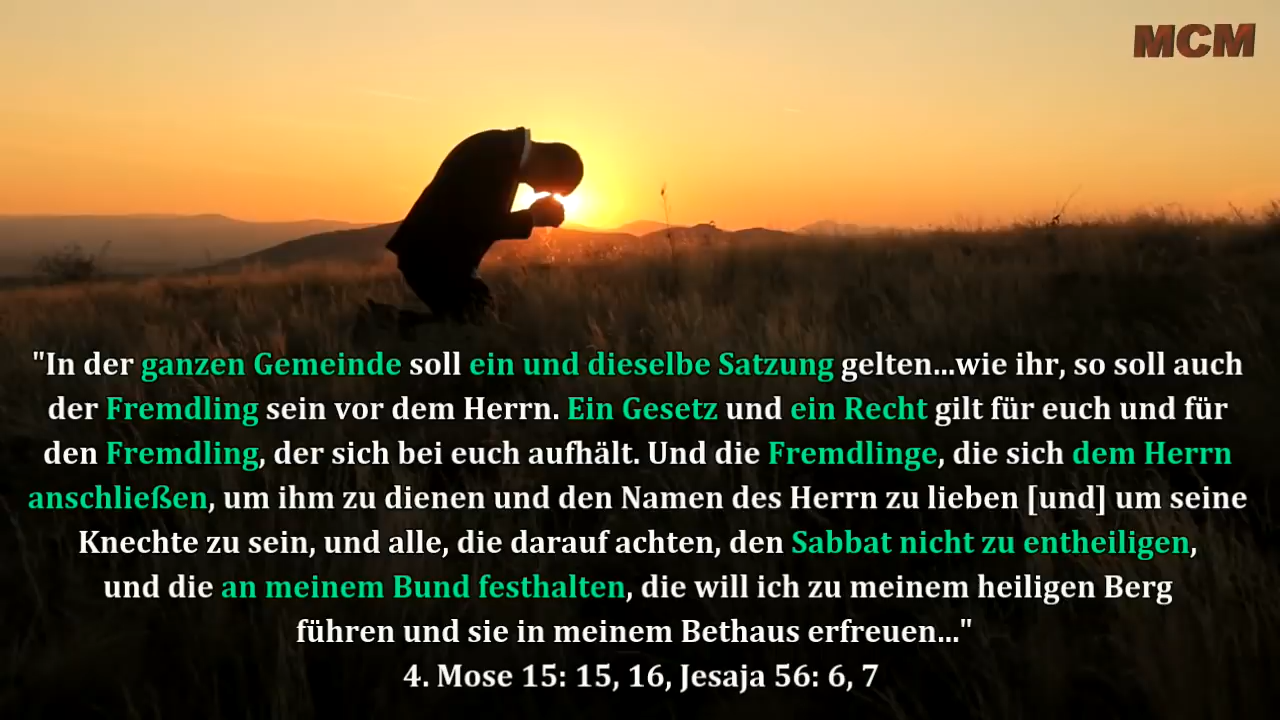 MCM
"In der ganzen Gemeinde soll ein und dieselbe Satzung gelten...wie ihr, so soll auch
der Fremdling sein vor dem Herrn. Ein Gesetz und ein Recht gilt für euch und für
den Fremdling, der sich bei euch aufhält. Und die Fremdlinge, die sich dem Herrn
anschließen, um ihm zu dienen und den Namen des Herrn zu lieben [und] um seine
Knechte zu sein, und alle, die darauf achten, den Sabbat nicht zu entheiligen,
und die an meinem Bund festhalten, die will ich zu meinem heiligen Berg
führen und sie in meinem Bethaus erfreuen..."
4. Mose 15: 15, 16, Jesaja 56: 6, 7